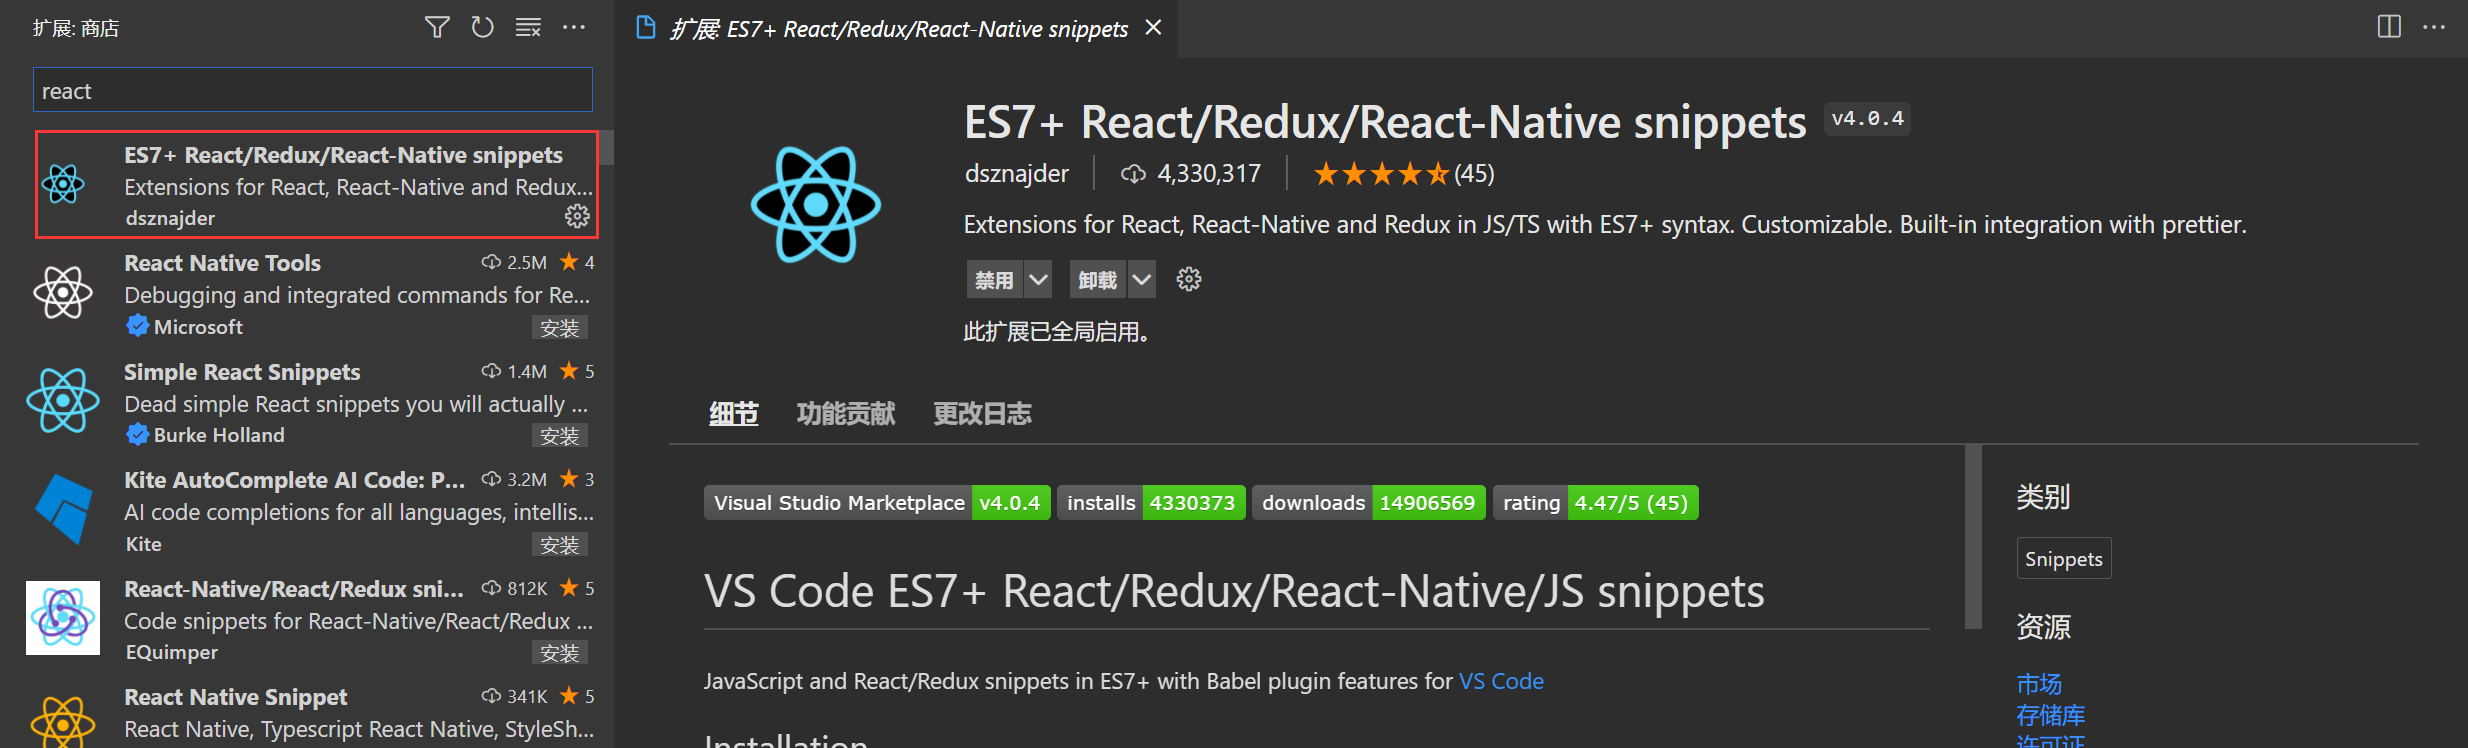 扩展: 商店
react
ES7+ React/Redux/React-Native snippets
Extensions for React, React-Native and Redux...
dsznajder
React Native Tools 2.5M 4
Debugging and integrated commands for Re...
Microsoft 安装
Simple React Snippets 1.4M 5
Dead simple React snippets you will actually ...
Burke Holland 安装
Kite AutoComplete AI Code: P... 3.2M 3
AI code completions for all languages, intellis...
Kite 安装
React-Native/React/Redux sni... 812K 5
Code snippets for React-Native/React/Redux ...
EQuimper 安装
React Native Snippet 341K 5
React Native, Typescript React Native, StyleSh...
扩展: ES7+ React/Redux/React-Native snippets
ES7+ React/Redux/React-Native snippets v4.0.4
dsznajder 4,330,317 (45)
Extensions for React, React-Native and Redux in JS/TS with ES7+ syntax. Customizable. Built-in integration with prettier.
禁用 卸载
此扩展已全局启用。
细节 功能贡献 更改日志
Visual Studio Marketplace v4.0.4 installs 4330373 downloads 14906569 rating 4.47/5 (45)
VS Code ES7+ React/Redux/React-Native/JS snippets
JavaScript and React/Redux snippets in ES7+ with Babel plugin features for VS Code
Installation
类别
Snippets
资源
市场
存储库
许可证